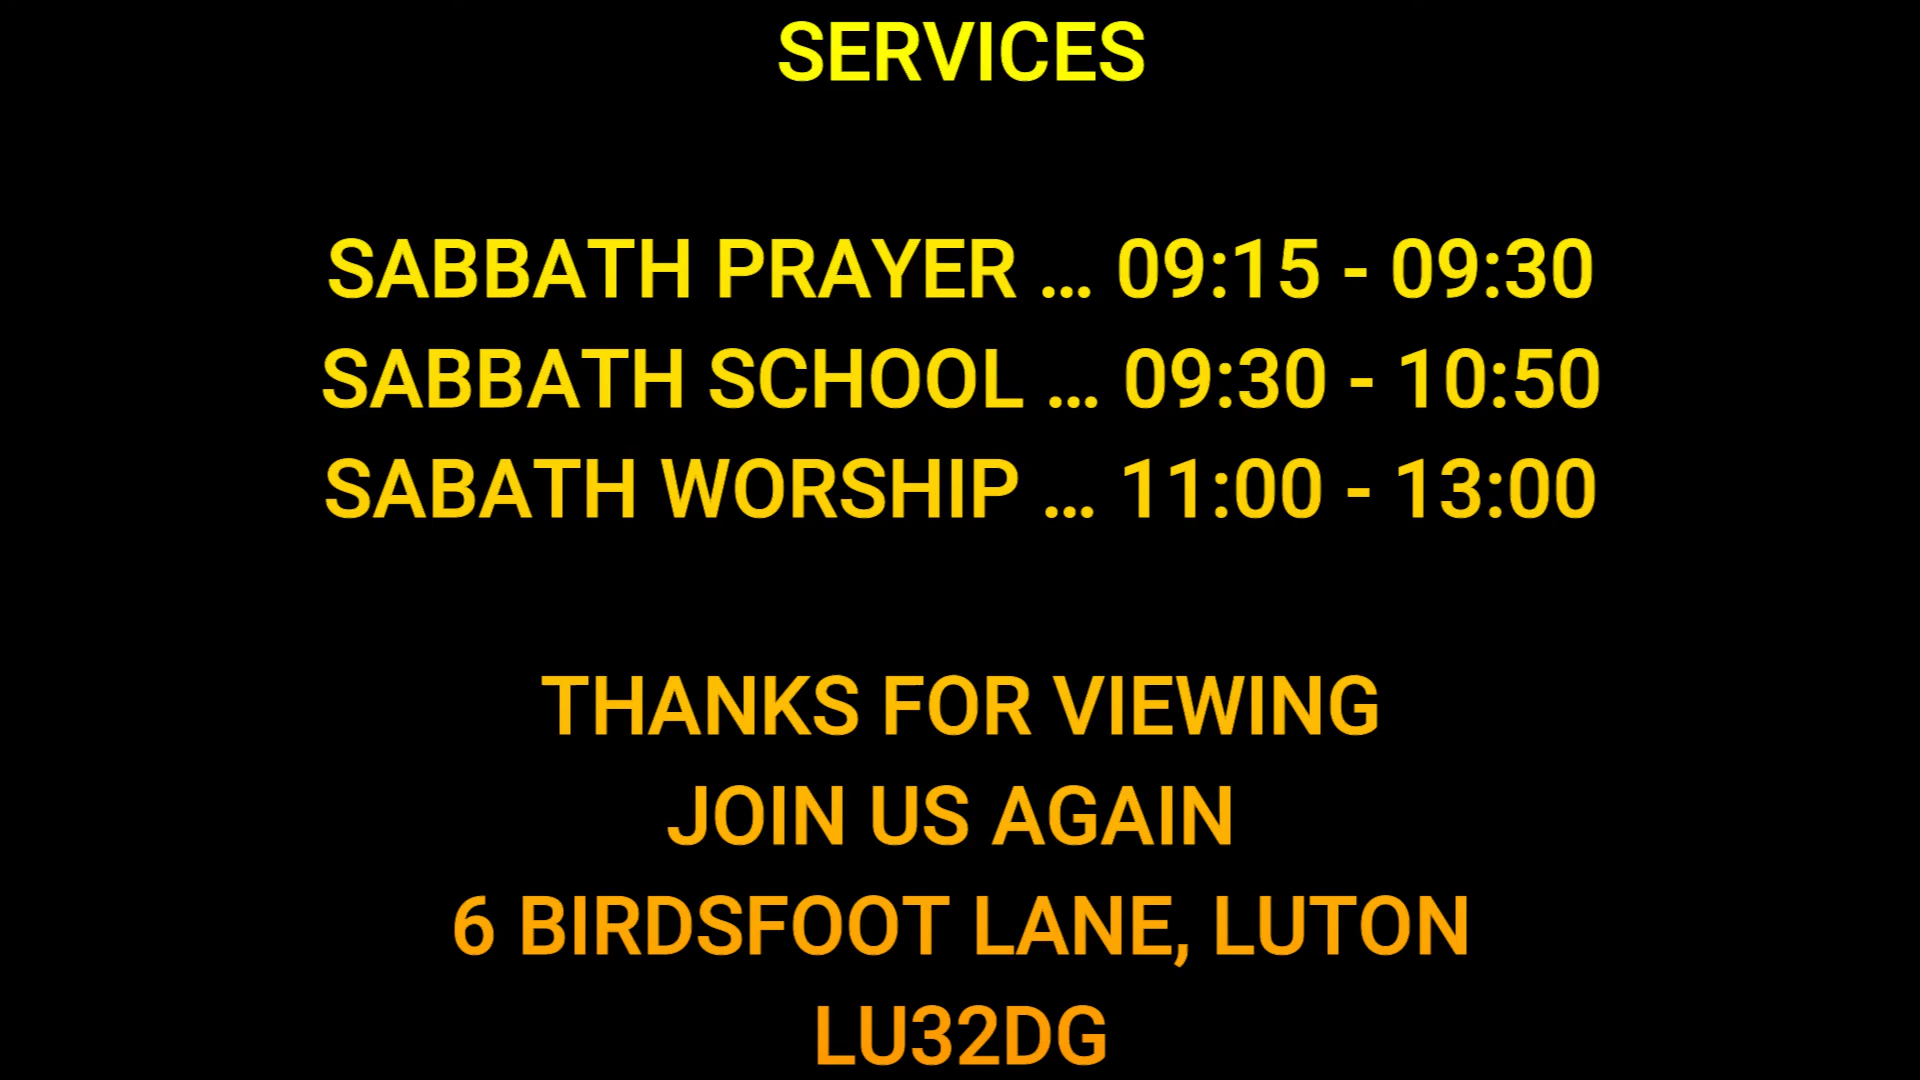 SERVICES
SABBATH PRAYER ... 09:15 - 09:30
SABBATH SCHOOL ... 09:30 - 10:50
SABATH WORSHIP ... 11:00 - 13:00
THANKS FOR VIEWING
JOIN US AGAIN
6 BIRDSFOOT LANE, LUTON
LU32DG